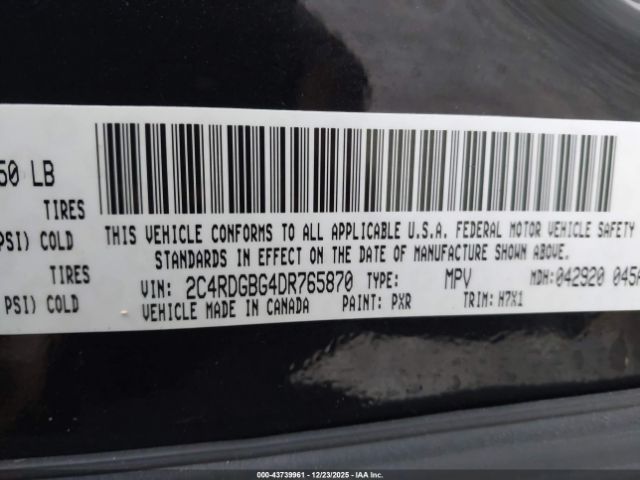 50 LB
TIRES
PSI) COLD
TIRES
PSI) COLD
THIS VEHICLE CONFORMS TO ALL APPLICABLE U.S.A. FEDERAL MOTOR VEHICLE SAFETY
STANDARDS IN EFFECT ON THE DATE OF MANUFACTURE SHOWN ABOVE.
VIN: 2C4RDGBG4DR765870 TYPE: MPV MDH:042920 045A
VEHICLE MADE IN CANADA PAINT: PXR TRIM: H7X1
000-43739961 - 12/23/2025 - IAA Inc.